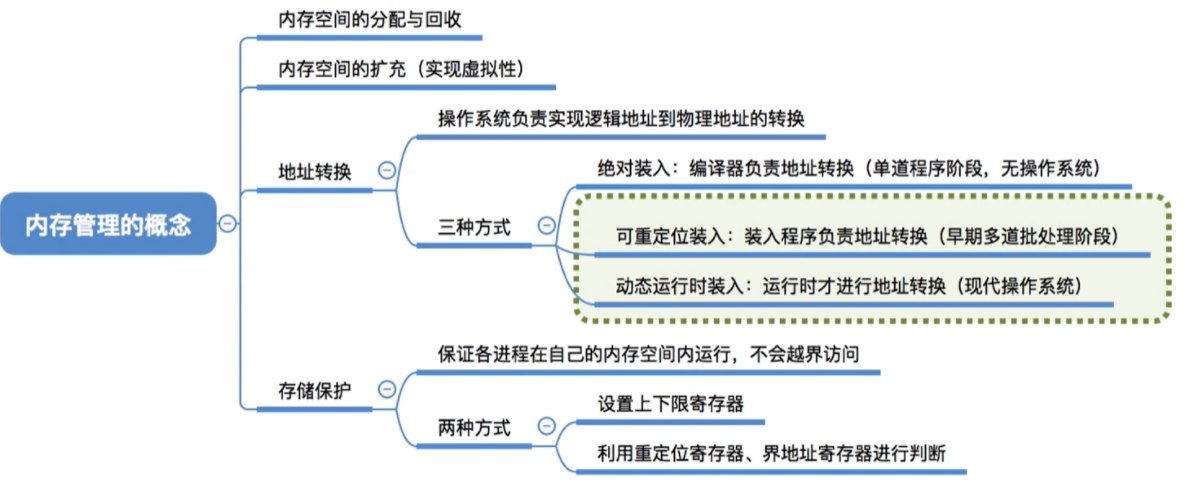 内存管理的概念
内存空间的分配与回收
内存空间的扩充（实现虚拟性）
地址转换
操作系统负责实现逻辑地址到物理地址的转换
三种方式
绝对装入：编译器负责地址转换（单道程序阶段，无操作系统）
可重定位装入：装入程序负责地址转换（早期多道批处理阶段）
动态运行时装入：运行时才进行地址转换（现代操作系统）
存储保护
保证各进程在自己的内存空间内运行，不会越界访问
两种方式
设置上下限寄存器
利用重定位寄存器、界地址寄存器进行判断